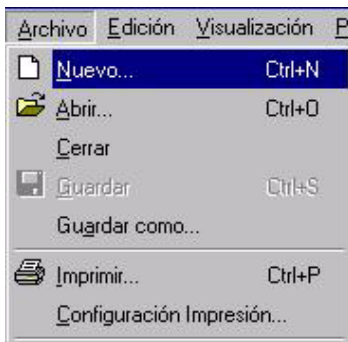 Archivo Edición Visualización P
Nuevo... Ctrl+N
Abrir... Ctrl+O
Cerrar
Guardar Ctrl+S
Guardar como...
Imprimir... Ctrl+P
Configuración Impresión...